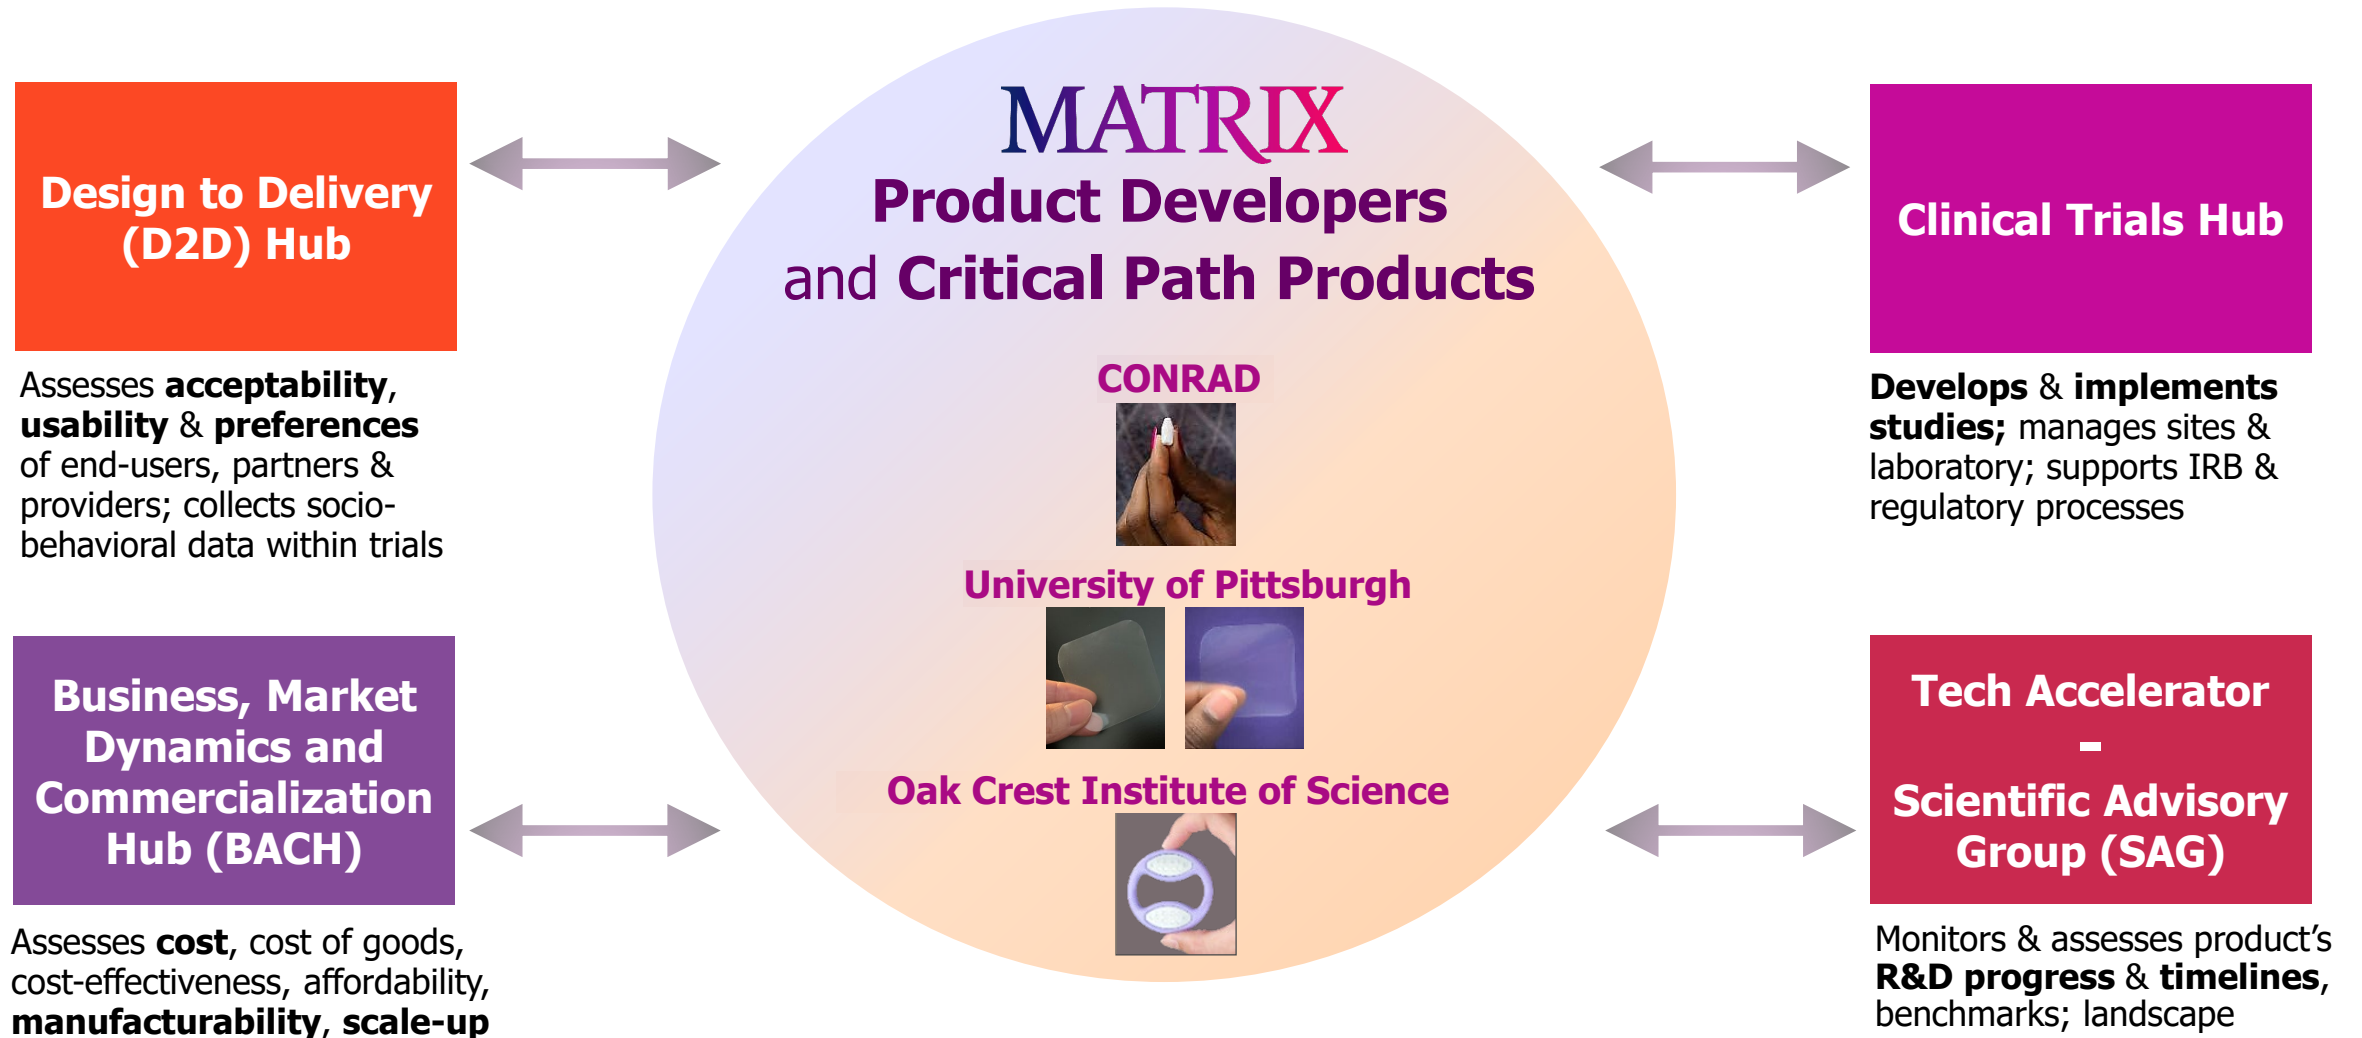 Design to Delivery
(D2D) Hub
Assesses acceptability,
usability & preferences
of end-users, partners &
providers; collects socio-
behavioral data within trials
Business, Market
Dynamics and
Commercialization
Hub (BACH)
Assesses cost, cost of goods,
cost-effectiveness, affordability,
manufacturability, scale-up
MATRIX
Product Developers
and Critical Path Products
CONRAD
University of Pittsburgh
Oak Crest Institute of Science
Clinical Trials Hub
Develops & implements
studies; manages sites &
laboratory; supports IRB &
regulatory processes
Tech Accelerator
-
Scientific Advisory
Group (SAG)
Monitors & assesses product’s
R&D progress & timelines,
benchmarks; landscape